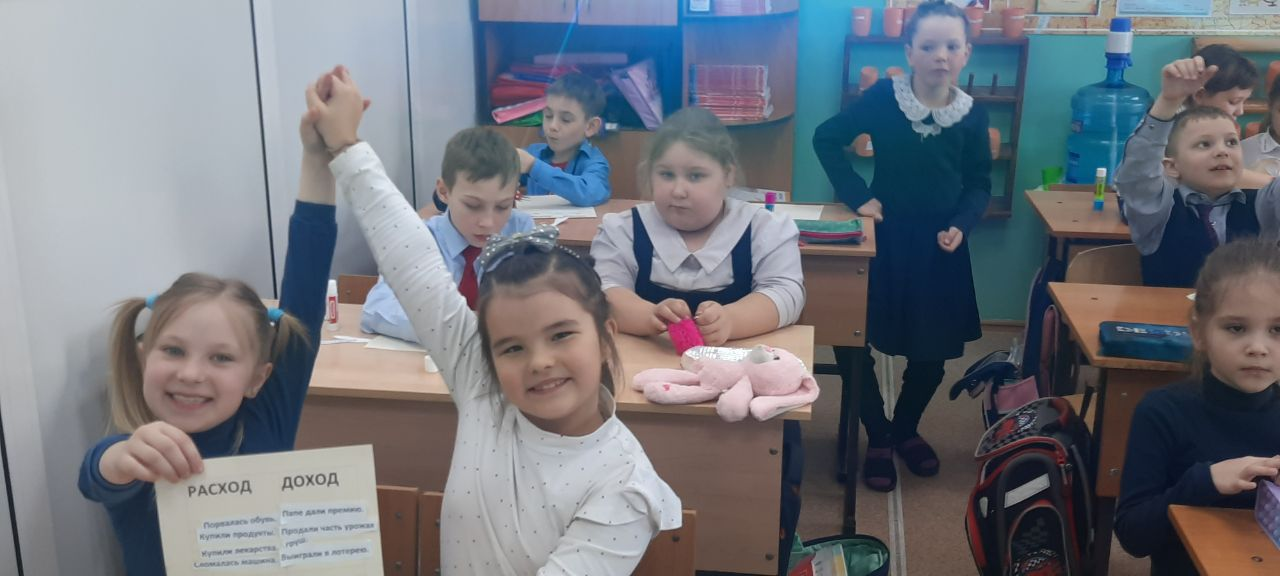 РАСХОД ДОХОД
Порвалась обувь. Папе дали премию.
Купили продукты. Продали часть урожая
груш.
Купили лекарства.
Сломалась машина. Выиграли в лотерею.